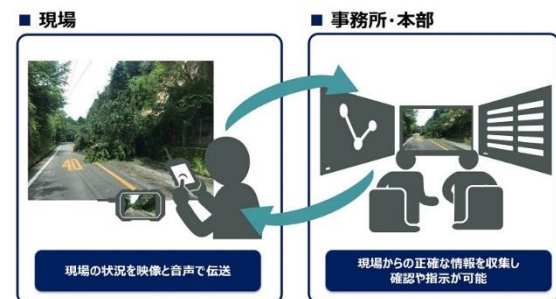 ■ 現場
40
現場の状況を映像と音声で伝送
■ 事務所・本部
現場からの正確な情報を収集し
確認や指示が可能